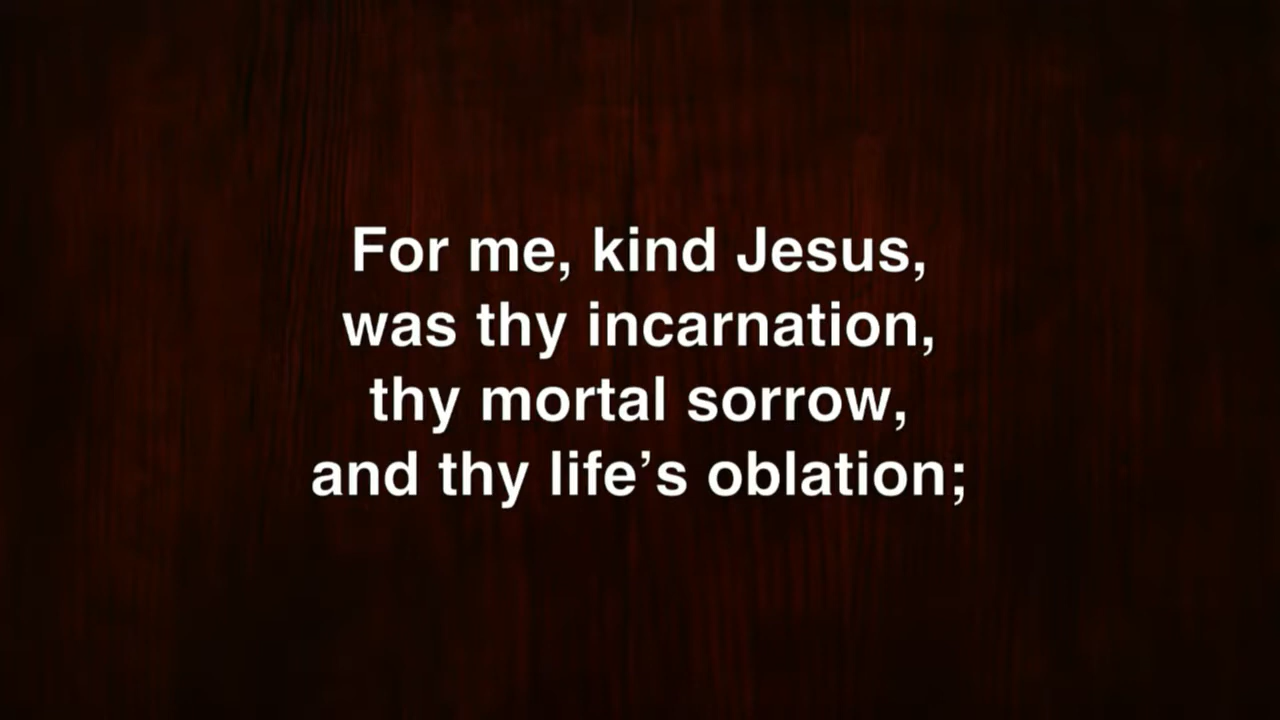 For me, kind Jesus,
was thy incarnation,
thy mortal sorrow,
and thy life’s oblation;